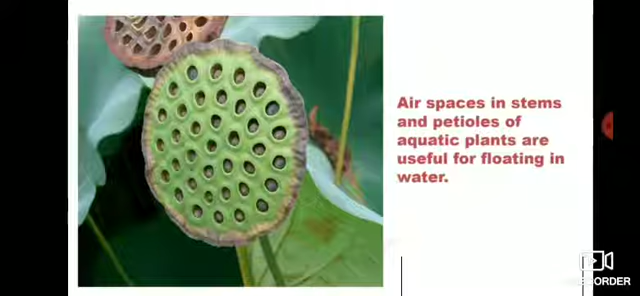 Air spaces in stems
and petioles of
aquatic plants are
useful for floating in
water.